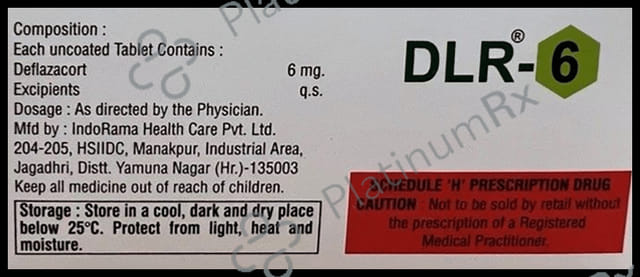 Composition :
Each uncoated Tablet Contains :
Deflazacort 6 mg.
Excipients q.s.
Dosage : As directed by the Physician.
Mfd by : IndoRama Health Care Pvt. Ltd.
204-205, HSIIDC, Manakpur, Industrial Area,
Jagadhri, Distt. Yamuna Nagar (Hr.)-135003
Keep all medicine out of reach of children.
Storage : Store in a cool, dark and dry place
below 25°C. Protect from light, heat and
moisture.
DLR®-6
SCHEDULE 'H' PRESCRIPTION DRUG
CAUTION : Not to be sold by retail without
the prescription of a Registered
Medical Practitioner.
PlatinumRx